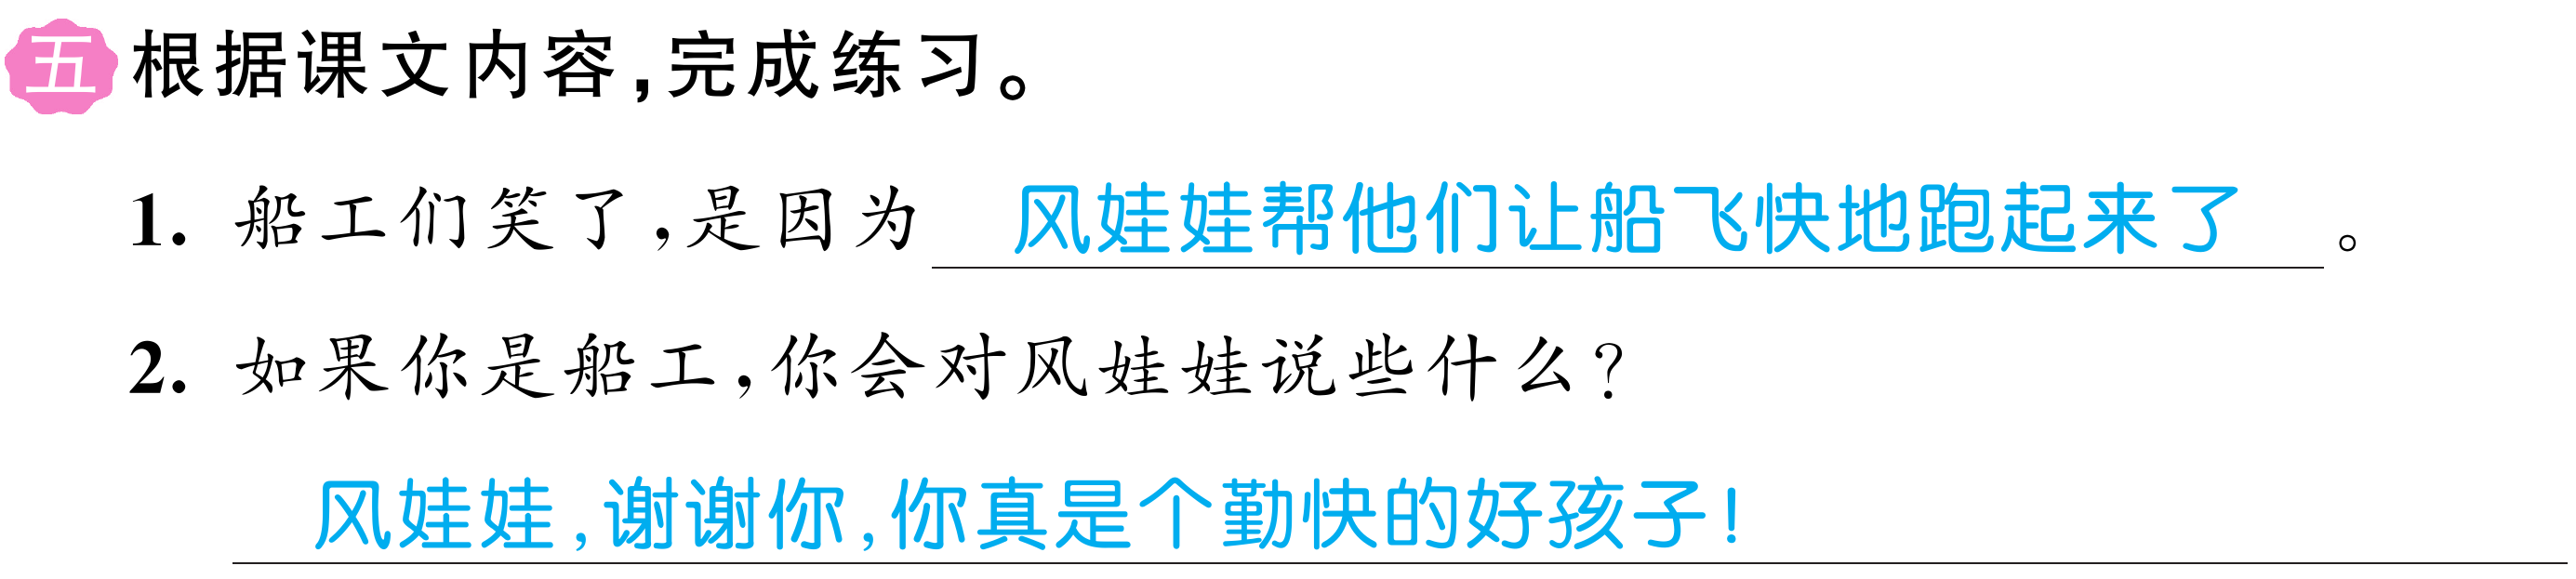 五 根据课文内容,完成练习。
1. 船工们笑了,是因为 风娃娃帮他们让船飞快地跑起来了 。
2. 如果你是船工,你会对风娃娃说些什么?
风娃娃,谢谢你,你真是个勤快的好孩子!